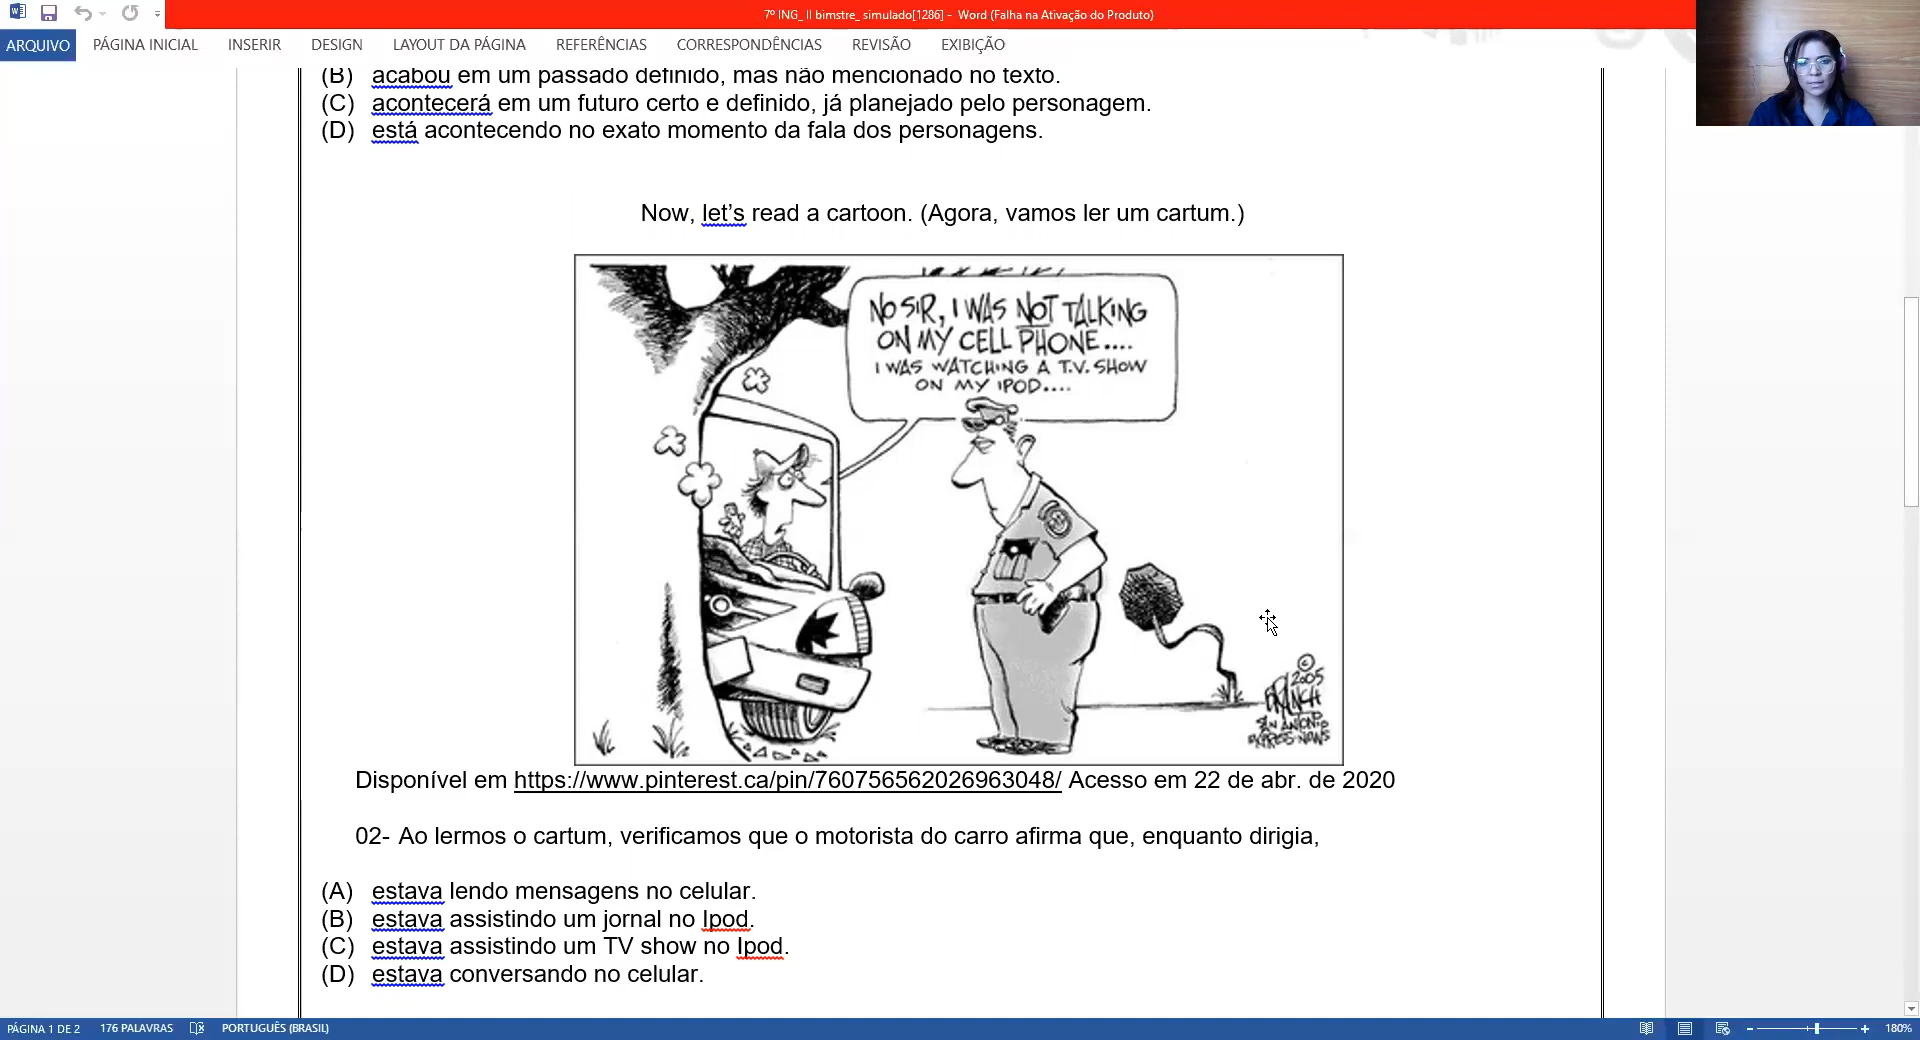 7º ING_ II bimstre_ simulado[1286] - Word (Falha na Ativação do Produto)
ARQUIVO PÁGINA INICIAL INSERIR DESIGN LAYOUT DA PÁGINA REFERÊNCIAS CORRESPONDÊNCIAS REVISÃO EXIBIÇÃO
(B) acabou em um passado definido, mas não mencionado no texto.
(C) acontecerá em um futuro certo e definido, já planejado pelo personagem.
(D) está acontecendo no exato momento da fala dos personagens.
Now, let’s read a cartoon. (Agora, vamos ler um cartum.)
NO SIR, I WAS NOT TALKING
ON MY CELL PHONE....
I WAS WATCHING A T.V. SHOW
ON MY IPOD....
©
2005
BRANCH
SAN ANTONIO
EXPRESS-NEWS
Disponível em https://www.pinterest.ca/pin/760756562026963048/ Acesso em 22 de abr. de 2020
02- Ao lermos o cartum, verificamos que o motorista do carro afirma que, enquanto dirigia,
(A) estava lendo mensagens no celular.
(B) estava assistindo um jornal no Ipod.
(C) estava assistindo um TV show no Ipod.
(D) estava conversando no celular.
PÁGINA 1 DE 2 176 PALAVRAS PORTUGUÊS (BRASIL) 180%